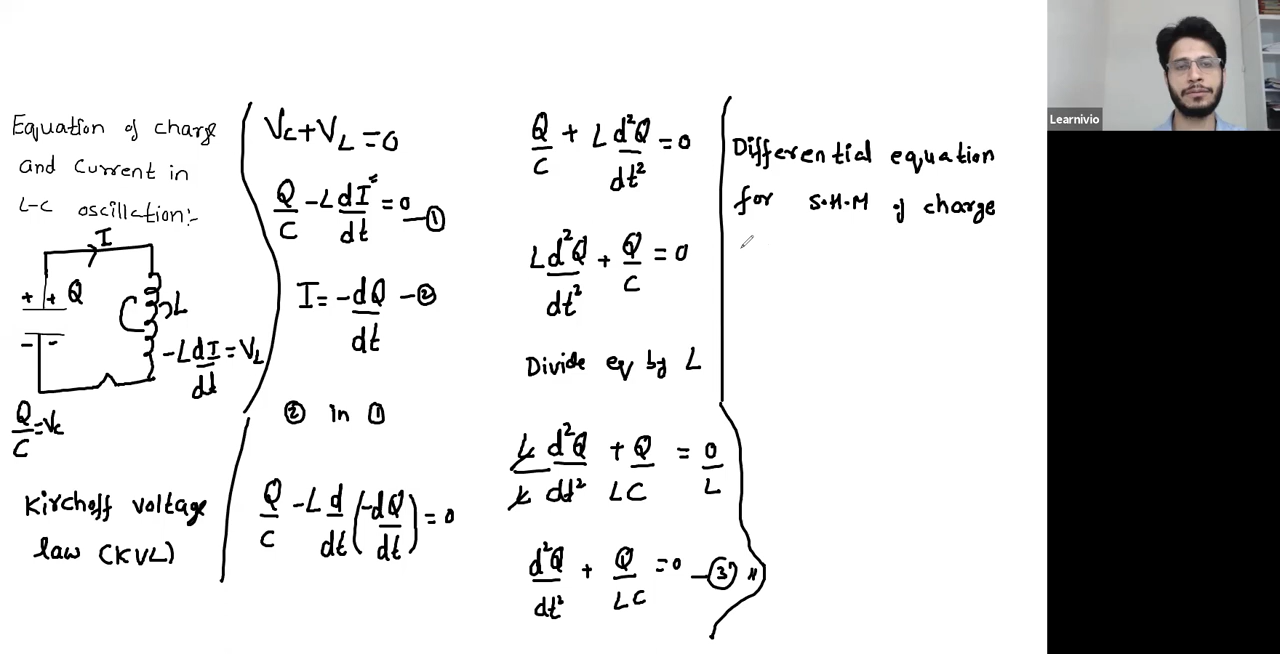 Equation of charge
and Current in
L-C oscillation:-
I
+ + Q
L
- -
-L dI/dt = VL
Q/C = Vc
Kirchoff voltage
law (KVL)
Vc + VL = 0
Q/C - L dI/dt = 0 — ①
I = -dQ/dt - ②
② in ①
Q/C - L d/dt (-dQ/dt) = 0
Q/C + L d²Q/dt² = 0
L d²Q/dt² + Q/C = 0
Divide eq by L
L/L d²Q/dt² + Q/LC = 0/L
d²Q/dt² + Q/LC = 0 — ③ "
Differential equation
for S.H.M of charge
Learnivio